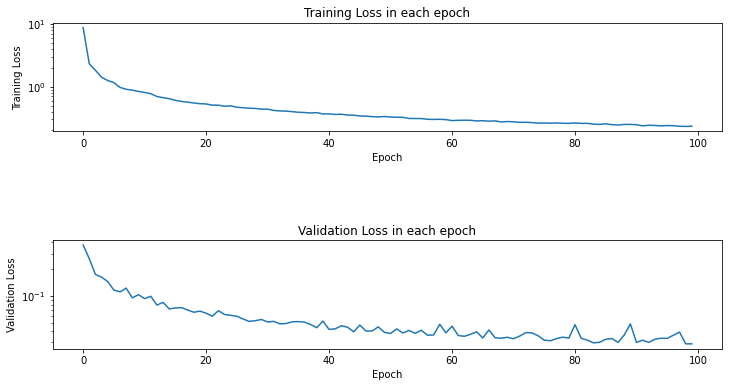 Training Loss in each epoch
10¹
10⁰
Training Loss
0 20 40 60 80 100
Epoch
Validation Loss in each epoch
10⁻¹
Validation Loss
0 20 40 60 80 100
Epoch